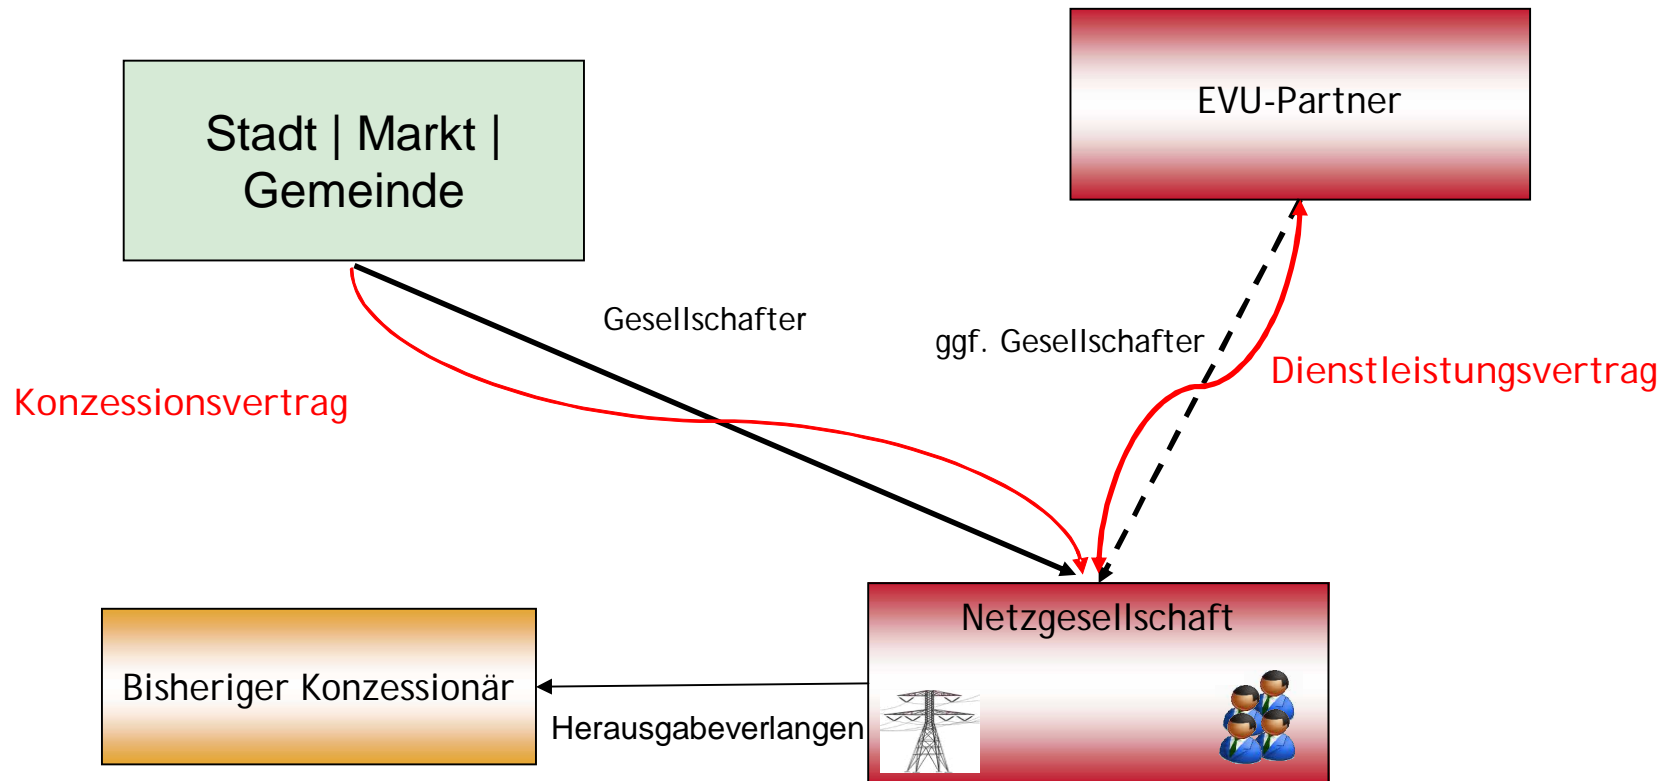 EVU-Partner
Stadt | Markt |
Gemeinde
Gesellschafter
ggf. Gesellschafter
Dienstleistungsvertrag
Konzessionsvertrag
Netzgesellschaft
Bisheriger Konzessionär
Herausgabeverlangen